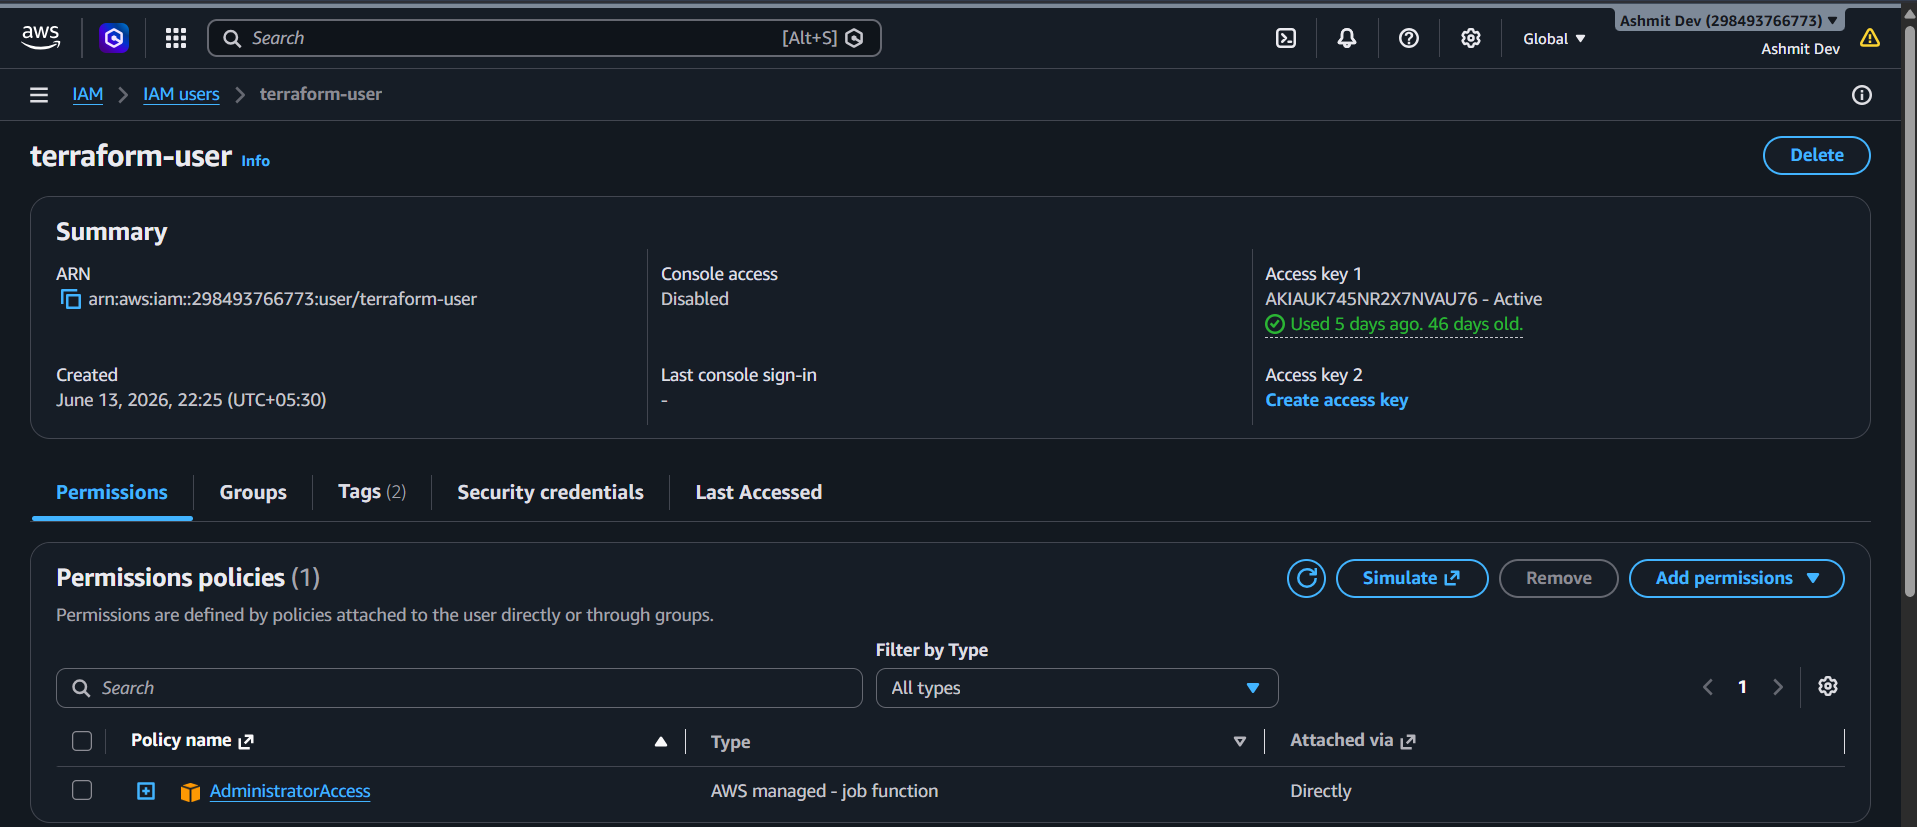 aws
Search [Alt+S]
Global
Ashmit Dev (298493766773)
Ashmit Dev
IAM
IAM users
terraform-user
terraform-user Info
Delete
Summary
ARN
arn:aws:iam::298493766773:user/terraform-user
Created
June 13, 2026, 22:25 (UTC+05:30)
Console access
Disabled
Last console sign-in
-
Access key 1
AKIAUK745NR2X7NVAU76 - Active
Used 5 days ago. 46 days old.
Access key 2
Create access key
Permissions
Groups
Tags (2)
Security credentials
Last Accessed
Permissions policies (1)
Permissions are defined by policies attached to the user directly or through groups.
Simulate
Remove
Add permissions
Filter by Type
Search
All types
1
Policy name
Type
Attached via
AdministratorAccess
AWS managed - job function
Directly